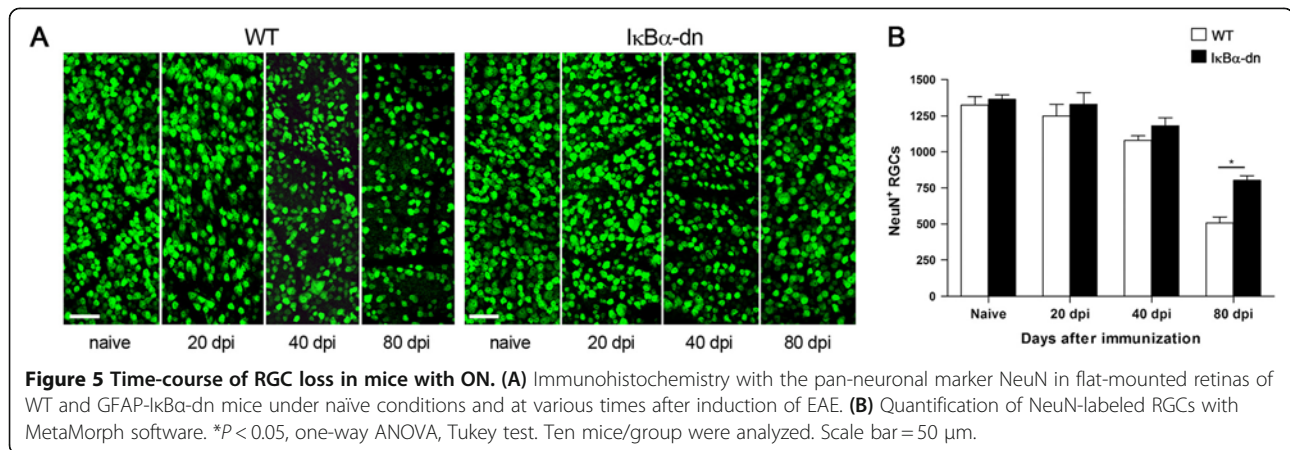 A
WT
IκBα-dn
naive 20 dpi 40 dpi 80 dpi
naive 20 dpi 40 dpi 80 dpi
B
WT
IκBα-dn
NeuN+ RGCs
1500
1250
1000
750
500
250
0
*
Naive 20 dpi 40 dpi 80 dpi
Days after immunization
Figure 5 Time-course of RGC loss in mice with ON. (A) Immunohistochemistry with the pan-neuronal marker NeuN in flat-mounted retinas of
WT and GFAP-IκBα-dn mice under naïve conditions and at various times after induction of EAE. (B) Quantification of NeuN-labeled RGCs with
MetaMorph software. *P < 0.05, one-way ANOVA, Tukey test. Ten mice/group were analyzed. Scale bar = 50 μm.